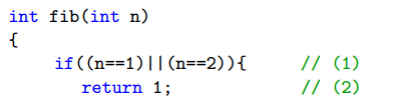 int fib(int n)
{
if((n==1)||(n==2)){ // (1)
return 1; // (2)